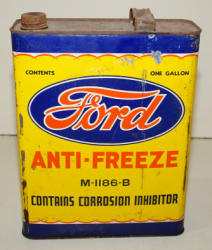 CONTENTS ONE GALLON
Ford
ANTI-FREEZE
M-1186-B
CONTAINS CORROSION INHIBITOR